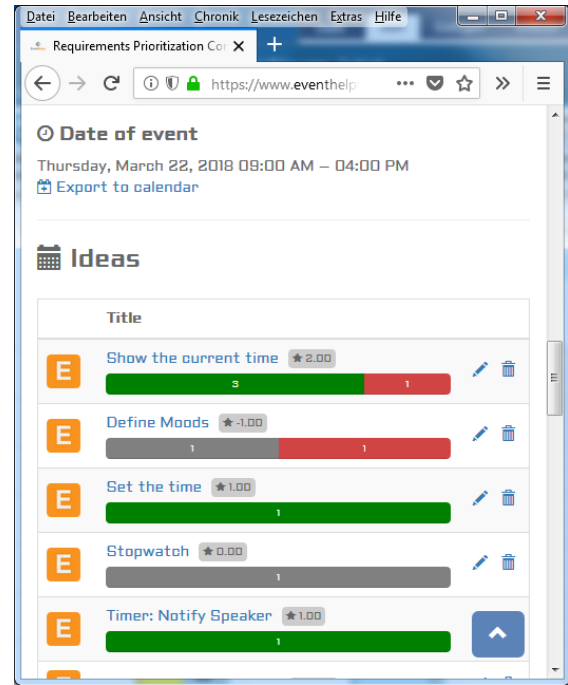 Datei Bearbeiten Ansicht Chronik Lesezeichen Extras Hilfe
Requirements Prioritization Co
https://www.eventhelp
Date of event
Thursday, March 22, 2018 09:00 AM – 04:00 PM
Export to calendar
Ideas
Title
E
Show the current time ★ 2.00
3 1
E
Define Moods ★ -1.00
1 1
E
Set the time ★ 1.00
1
E
Stopwatch ★ 0.00
1
E
Timer: Notify Speaker ★ 1.00
1